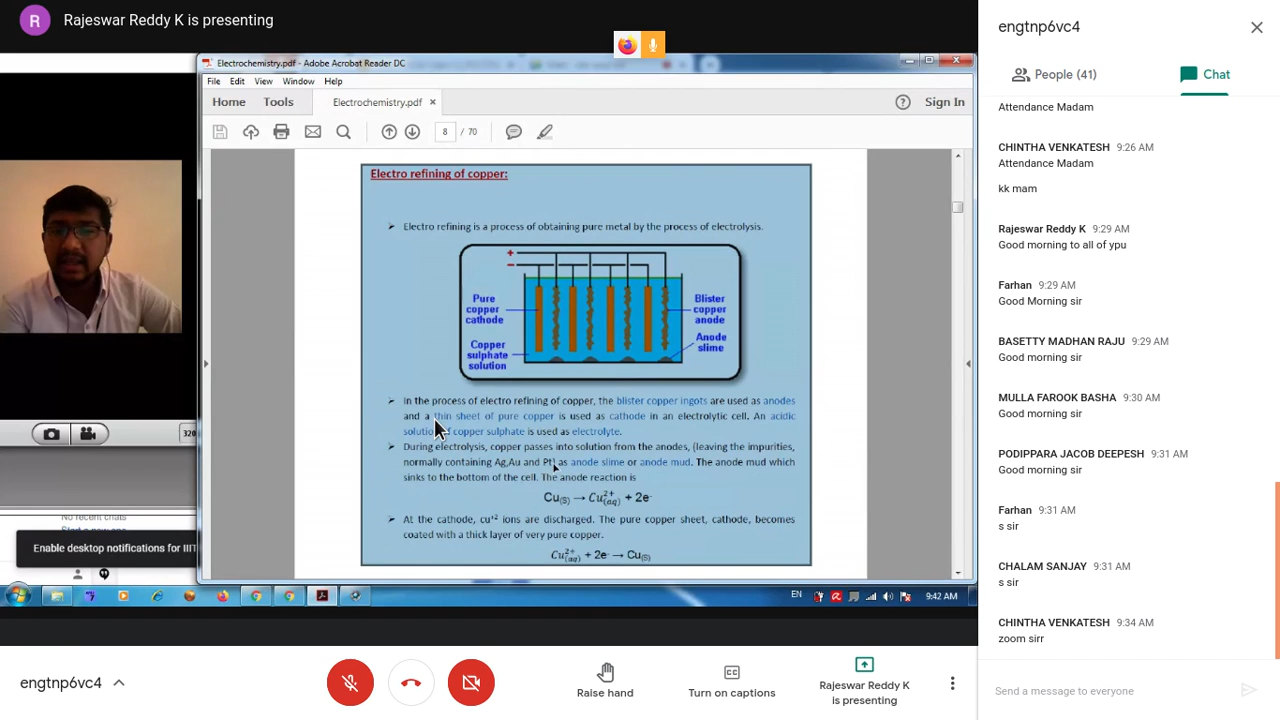 R
Rajeswar Reddy K is presenting
Electrochemistry.pdf - Adobe Acrobat Reader DC
File Edit View Window Help
Home Tools Electrochemistry.pdf × ? Sign In
8 / 70
Electro refining of copper:
➢ Electro refining is a process of obtaining pure metal by the process of electrolysis.
+
−
Pure
copper
cathode
Copper
sulphate
solution
Blister
copper
anode
Anode
slime
➢ In the process of electro refining of copper, the blister copper ingots are used as anodes
and a thin sheet of pure copper is used as cathode in an electrolytic cell. An acidic
solution of copper sulphate is used as electrolyte.
➢ During electrolysis, copper passes into solution from the anodes, (leaving the impurities,
normally containing Ag,Au and Pt) as anode slime or anode mud. The anode mud which
sinks to the bottom of the cell. The anode reaction is
Cu(S) → Cu²⁺(aq) + 2e⁻
➢ At the cathode, cu⁺² ions are discharged. The pure copper sheet, cathode, becomes
coated with a thick layer of very pure copper.
Cu²⁺(aq) + 2e⁻ → Cu(S)
320
No recent chats
Enable desktop notifications for IIIT
EN
9:42 AM
engtnp6vc4
Raise hand
CC
Turn on captions
Rajeswar Reddy K
is presenting
engtnp6vc4
People (41)
Chat
Attendance Madam
CHINTHA VENKATESH 9:26 AM
Attendance Madam
kk mam
Rajeswar Reddy K 9:29 AM
Good morning to all of ypu
Farhan 9:29 AM
Good Morning sir
BASETTY MADHAN RAJU 9:29 AM
Good morning sir
MULLA FAROOK BASHA 9:30 AM
Good morning sir
PODIPPARA JACOB DEEPESH 9:31 AM
Good morning sir
Farhan 9:31 AM
s sir
CHALAM SANJAY 9:31 AM
s sir
CHINTHA VENKATESH 9:34 AM
zoom sirr
Send a message to everyone